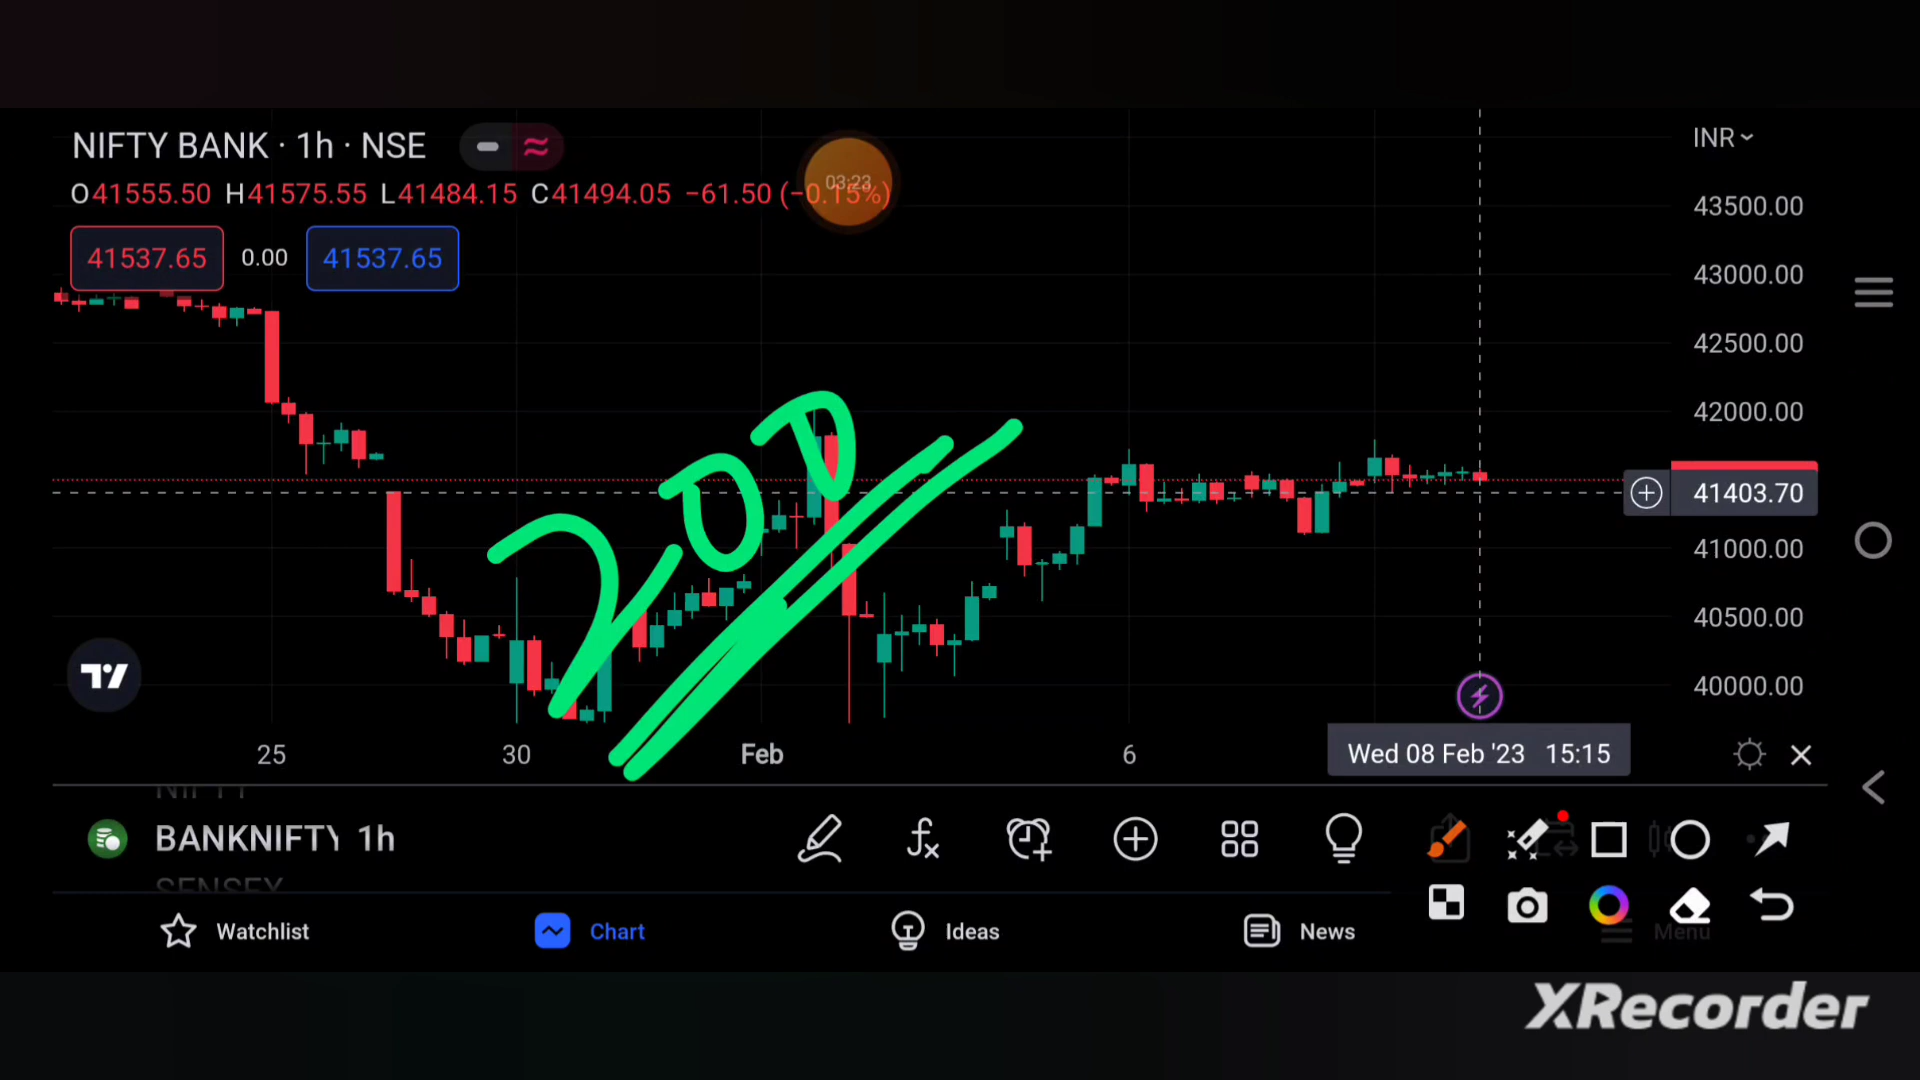 NIFTY BANK · 1h · NSE
INR
03:23
O41555.50 H41575.55 L41484.15 C41494.05 −61.50 (−0.15%)
41537.65 0.00 41537.65
43500.00
43000.00
42500.00
42000.00
41403.70
41000.00
40500.00
40000.00
200
25 30 Feb 6 Wed 08 Feb '23 15:15
NIFTY
BANKNIFTY 1h
SENSEX
Watchlist Chart Ideas News Menu
XRecorder